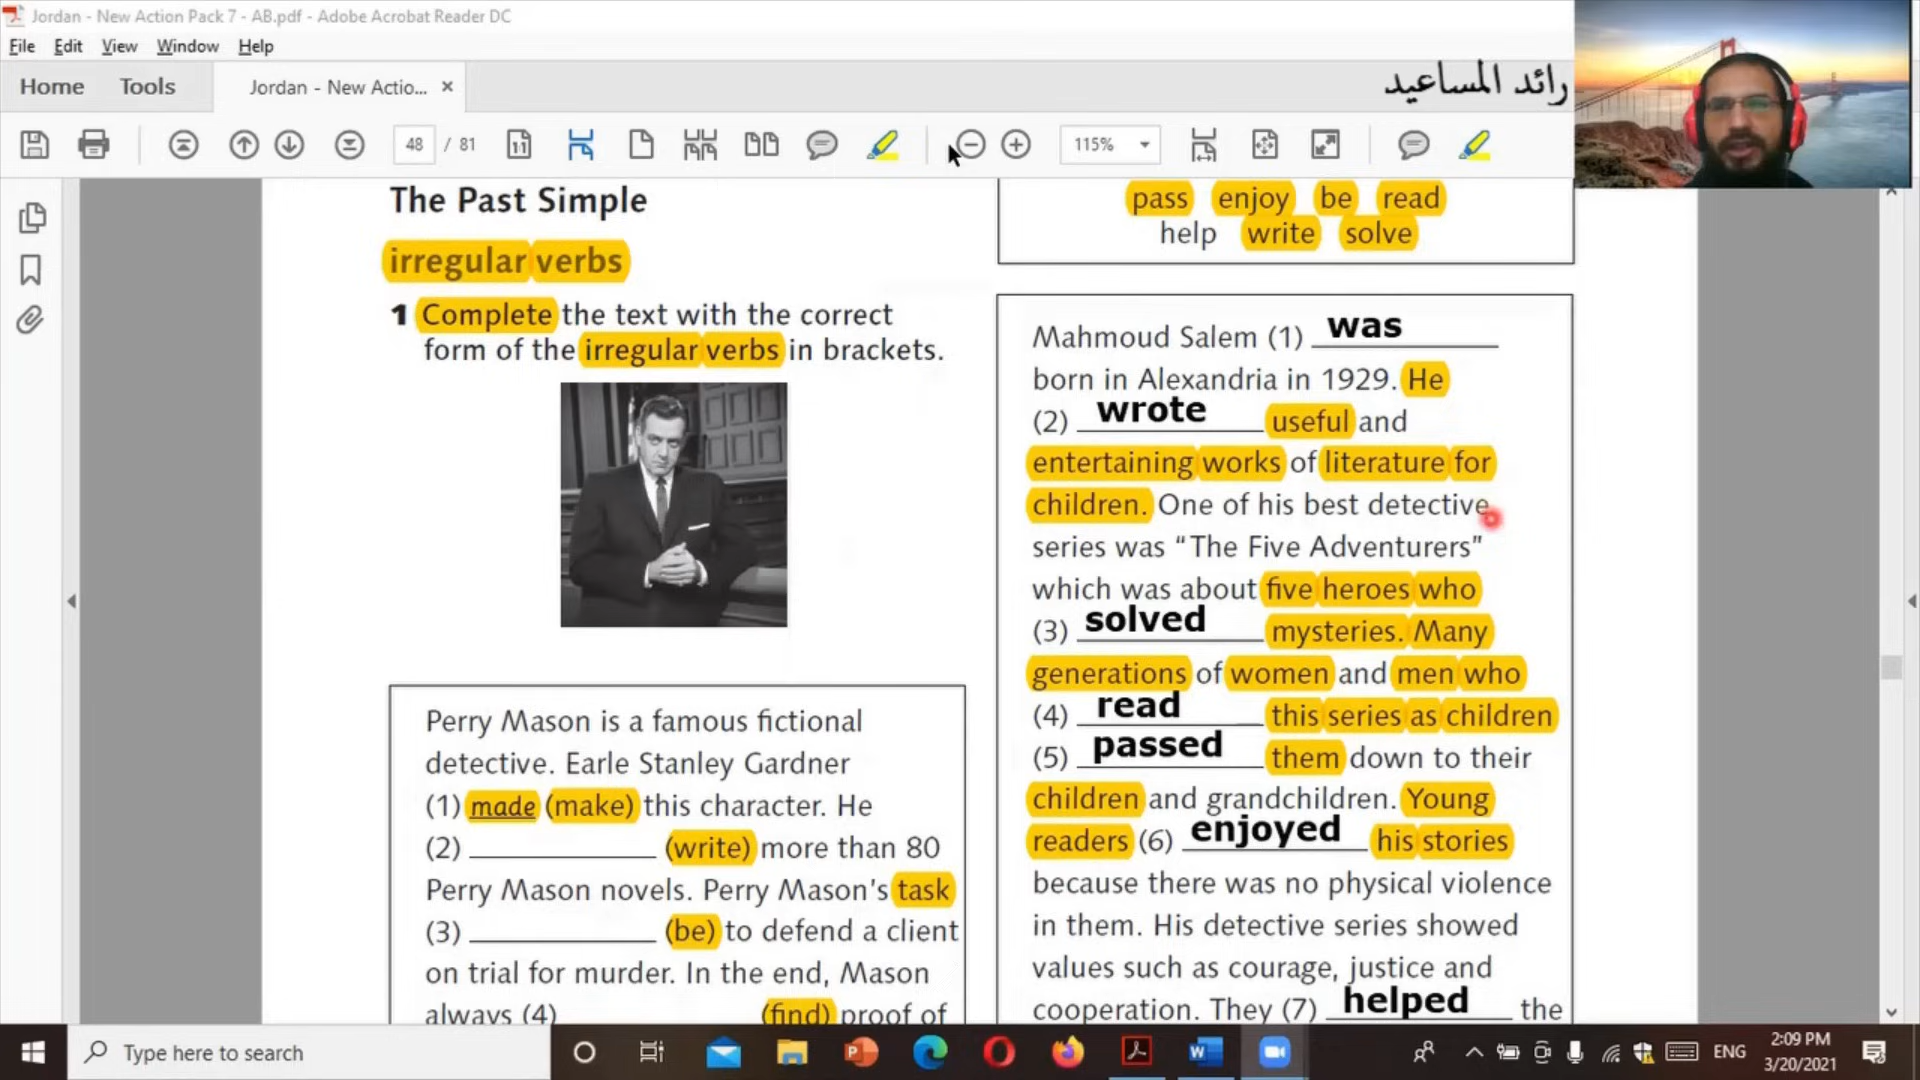 Jordan - New Action Pack 7 - AB.pdf - Adobe Acrobat Reader DC
File Edit View Window Help
Home Tools Jordan - New Actio... ×
رائد المساعيد
48 / 81 115%
The Past Simple
irregular verbs
1 Complete the text with the correct
form of the irregular verbs in brackets.
Perry Mason is a famous fictional
detective. Earle Stanley Gardner
(1) made (make) this character. He
(2) ____________ (write) more than 80
Perry Mason novels. Perry Mason's task
(3) ____________ (be) to defend a client
on trial for murder. In the end, Mason
always (4) (find) proof of
pass enjoy be read
help write solve
Mahmoud Salem (1) was
born in Alexandria in 1929. He
(2) wrote useful and
entertaining works of literature for
children. One of his best detective
series was “The Five Adventurers”
which was about five heroes who
(3) solved mysteries. Many
generations of women and men who
(4) read this series as children
(5) passed them down to their
children and grandchildren. Young
readers (6) enjoyed his stories
because there was no physical violence
in them. His detective series showed
values such as courage, justice and
cooperation. They (7) helped the
Type here to search
ENG
2:09 PM
3/20/2021